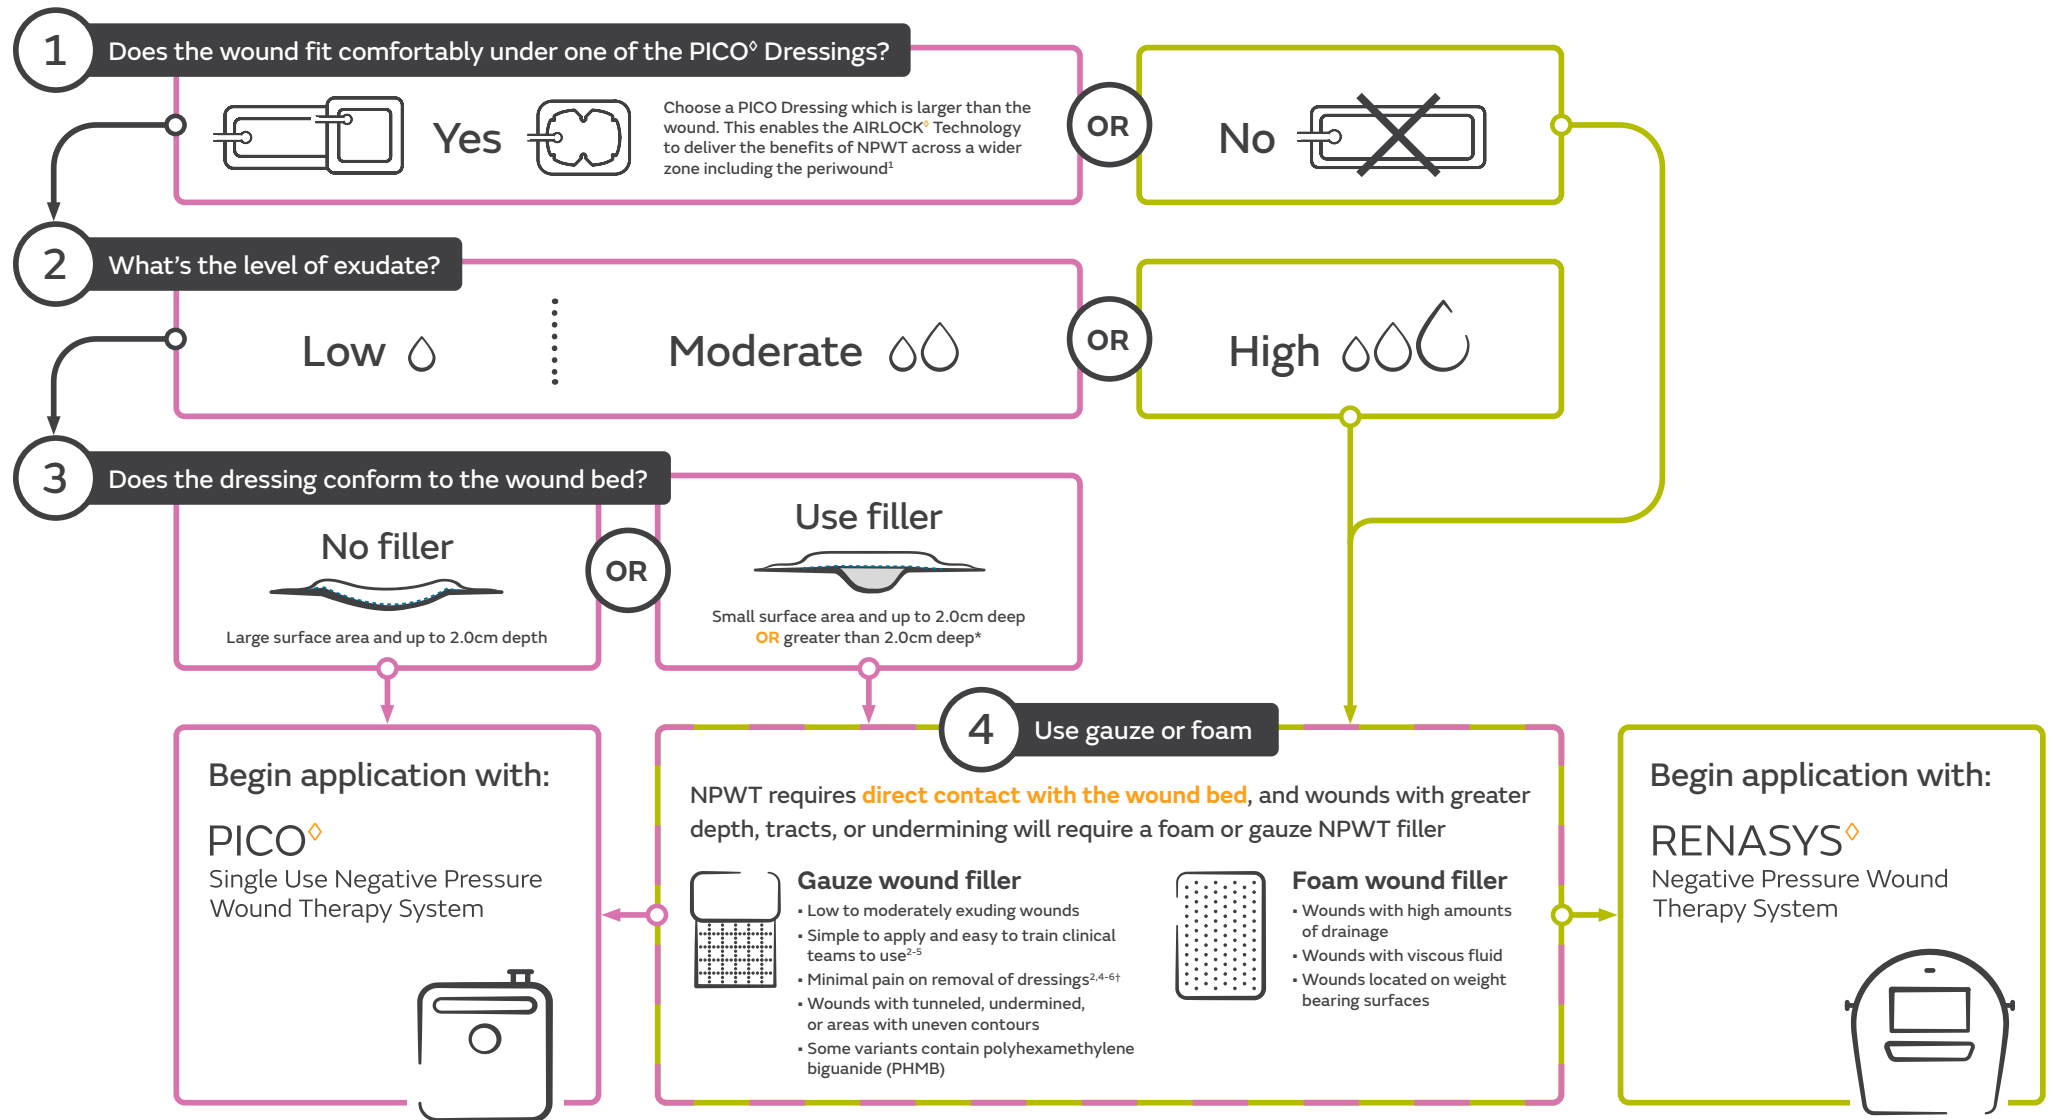 1
Does the wound fit comfortably under one of the PICO◊ Dressings?
Yes
Choose a PICO Dressing which is larger than the
wound. This enables the AIRLOCK◊ Technology
to deliver the benefits of NPWT across a wider
zone including the periwound1
OR
No
2
What's the level of exudate?
Low
Moderate
OR
High
3
Does the dressing conform to the wound bed?
No filler
Large surface area and up to 2.0cm depth
OR
Use filler
Small surface area and up to 2.0cm deep
OR greater than 2.0cm deep*
Begin application with:
PICO◊
Single Use Negative Pressure
Wound Therapy System
4
Use gauze or foam
NPWT requires direct contact with the wound bed, and wounds with greater
depth, tracts, or undermining will require a foam or gauze NPWT filler
Gauze wound filler
▪ Low to moderately exuding wounds
▪ Simple to apply and easy to train clinical
teams to use2-5
▪ Minimal pain on removal of dressings2,4-6†
▪ Wounds with tunneled, undermined,
or areas with uneven contours
▪ Some variants contain polyhexamethylene
biguanide (PHMB)
Foam wound filler
▪ Wounds with high amounts
of drainage
▪ Wounds with viscous fluid
▪ Wounds located on weight
bearing surfaces
Begin application with:
RENASYS◊
Negative Pressure Wound
Therapy System